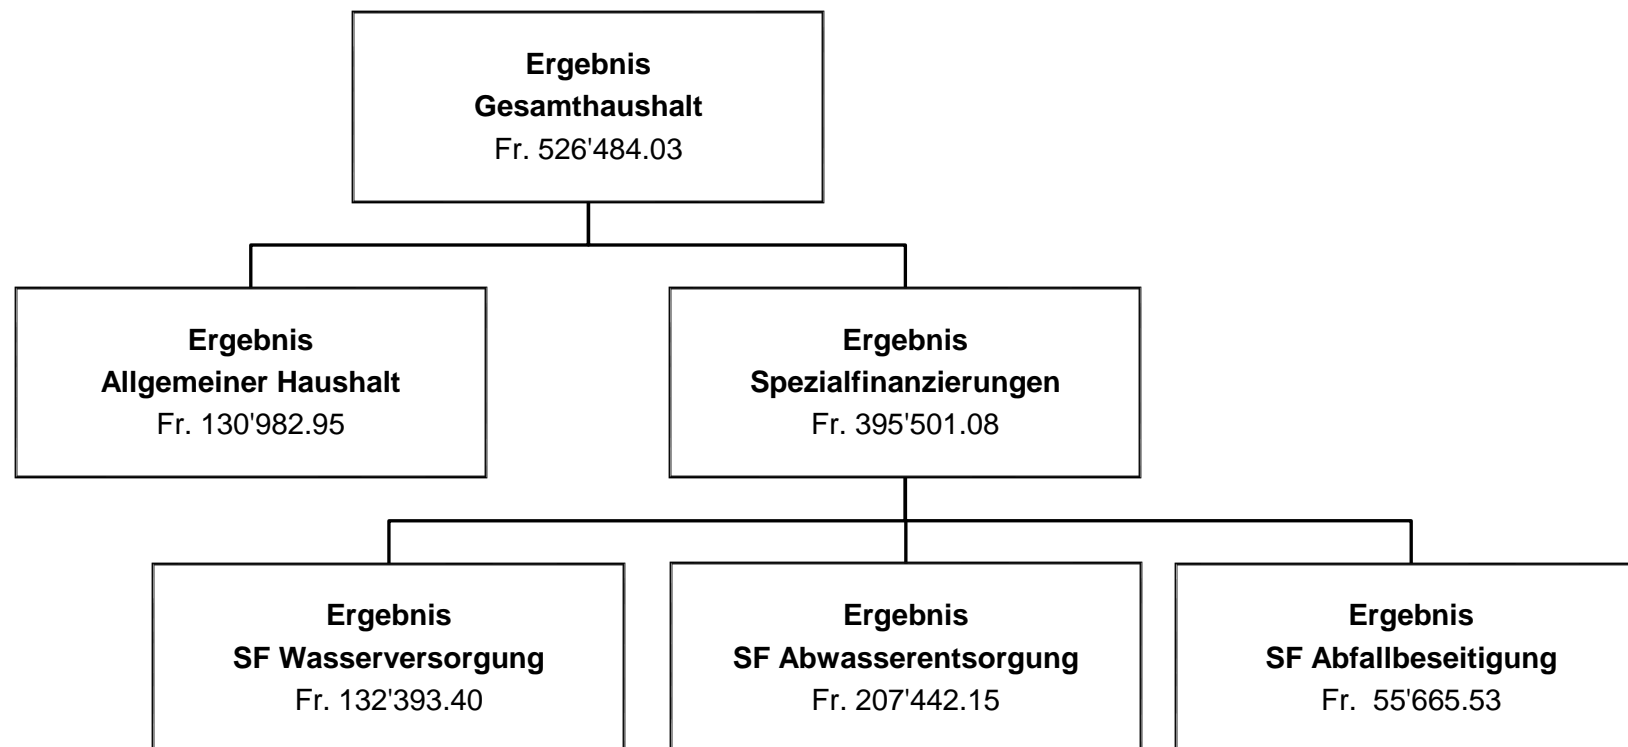 Ergebnis
Gesamthaushalt
Fr. 526'484.03
Ergebnis
Allgemeiner Haushalt
Fr. 130'982.95
Ergebnis
Spezialfinanzierungen
Fr. 395'501.08
Ergebnis
SF Wasserversorgung
Fr. 132'393.40
Ergebnis
SF Abwasserentsorgung
Fr. 207'442.15
Ergebnis
SF Abfallbeseitigung
Fr.  55'665.53